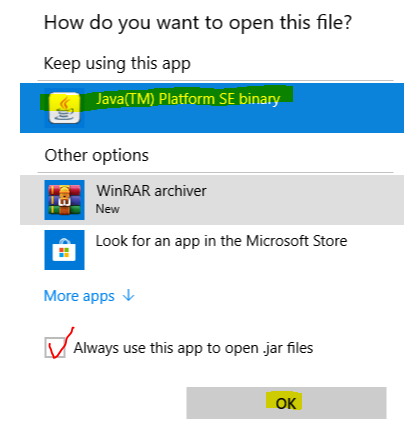 How do you want to open this file?
Keep using this app
Java(TM) Platform SE binary
Other options
WinRAR archiver
New
Look for an app in the Microsoft Store
More apps ↓
Always use this app to open .jar files
OK